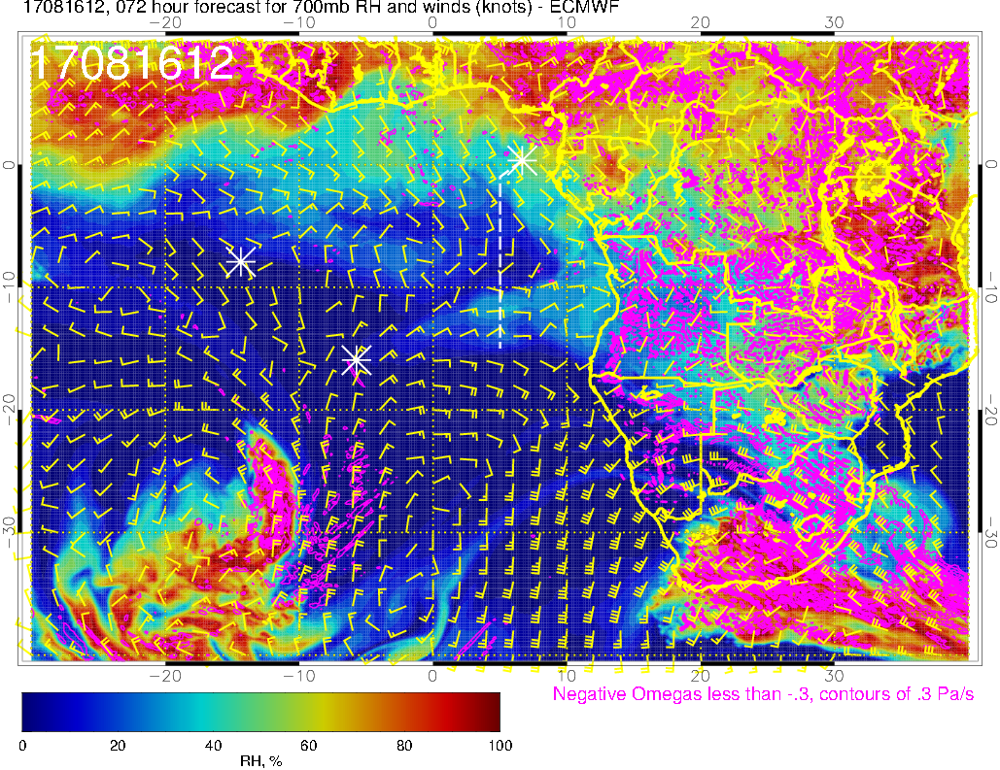 17081612, 072 hour forecast for 700mb RH and winds (knots) - ECMWF
−20 −10 0 10 20 30
17081612
0 0
−10 −10
−20 −20
−30 −30
−20 −10 0 10 20 30
Negative Omegas less than -.3, contours of .3 Pa/s
0 20 40 60 80 100
RH, %